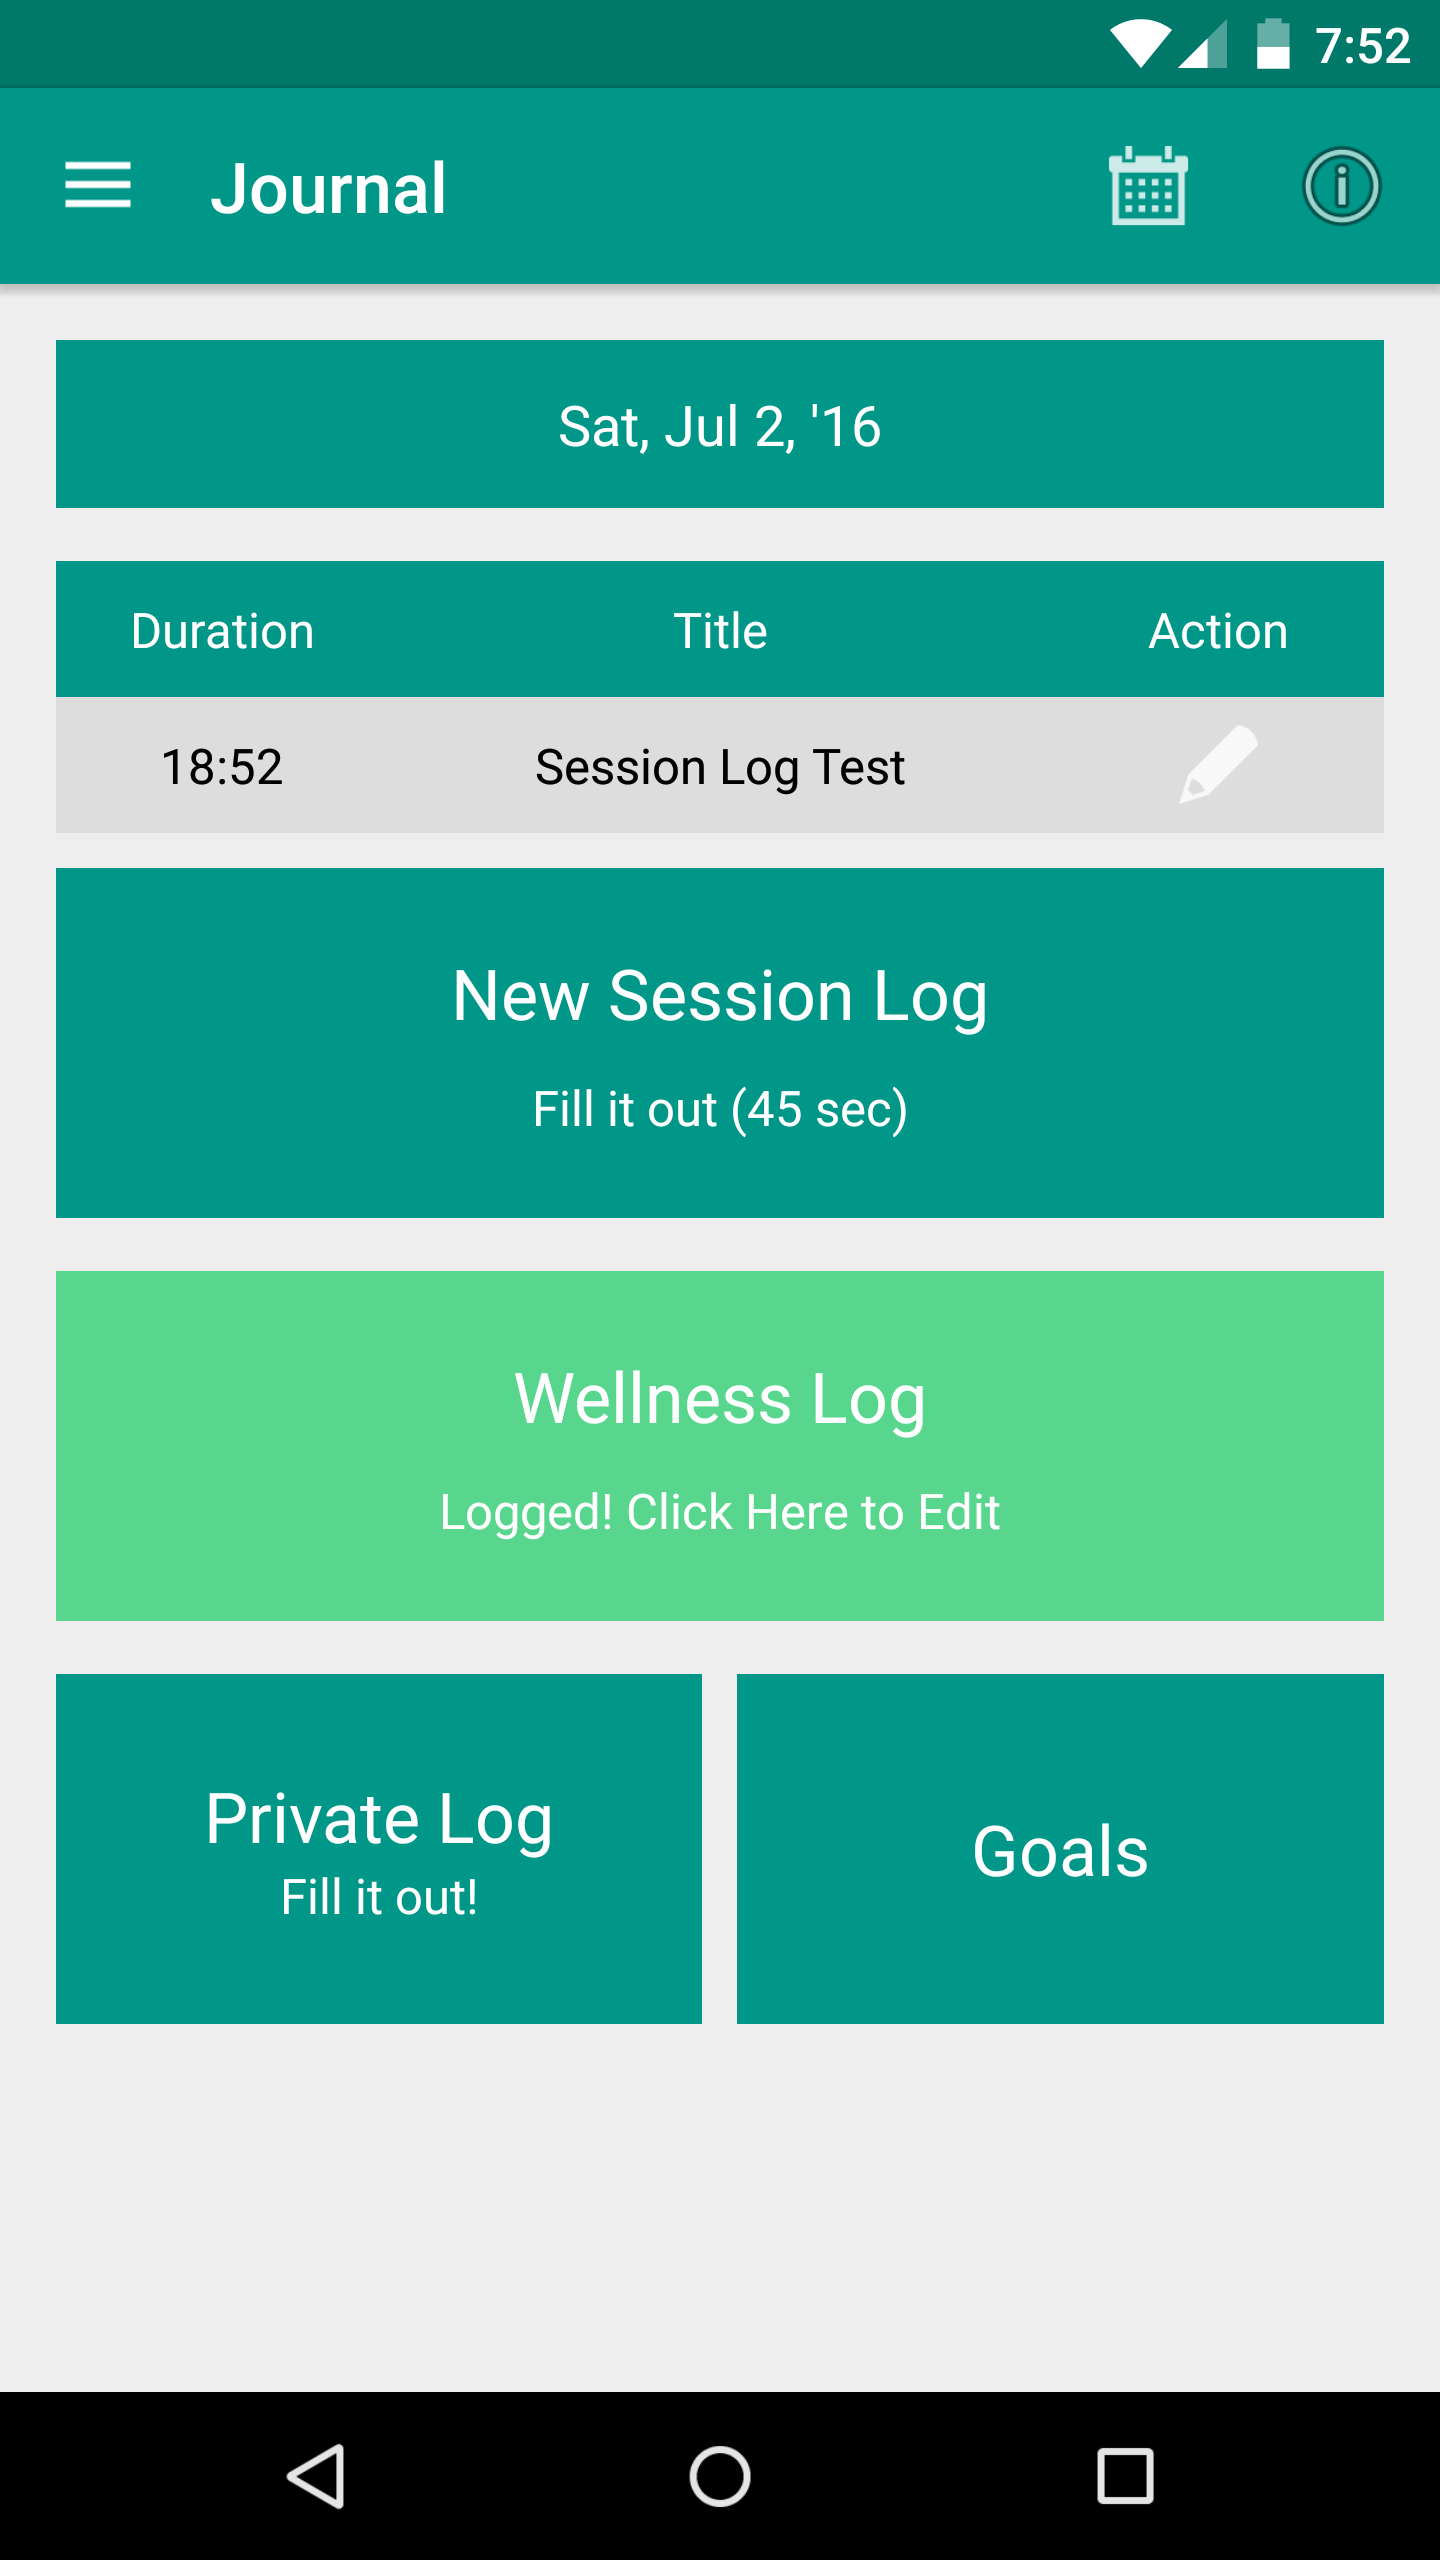 7:52
Journal
Sat, Jul 2, '16
Duration Title Action
18:52 Session Log Test
New Session Log
Fill it out (45 sec)
Wellness Log
Logged! Click Here to Edit
Private Log
Fill it out!
Goals